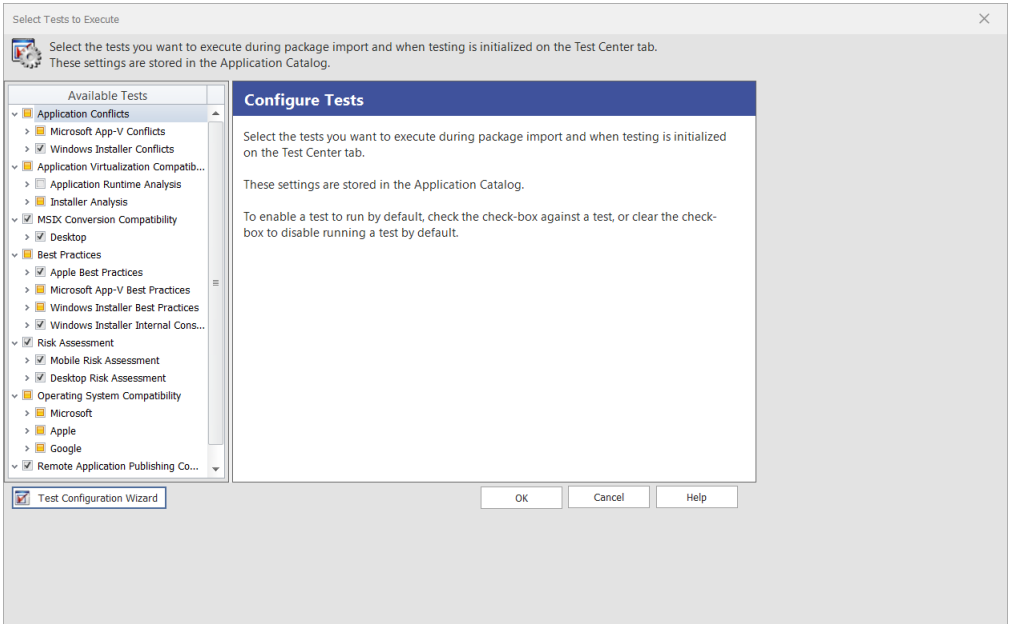 Select Tests to Execute
Select the tests you want to execute during package import and when testing is initialized on the Test Center tab.
These settings are stored in the Application Catalog.
Available Tests
Application Conflicts
Microsoft App-V Conflicts
Windows Installer Conflicts
Application Virtualization Compatib...
Application Runtime Analysis
Installer Analysis
MSIX Conversion Compatibility
Desktop
Best Practices
Apple Best Practices
Microsoft App-V Best Practices
Windows Installer Best Practices
Windows Installer Internal Cons...
Risk Assessment
Mobile Risk Assessment
Desktop Risk Assessment
Operating System Compatibility
Microsoft
Apple
Google
Remote Application Publishing Co...
Configure Tests
Select the tests you want to execute during package import and when testing is initialized
on the Test Center tab.
These settings are stored in the Application Catalog.
To enable a test to run by default, check the check-box against a test, or clear the check-
box to disable running a test by default.
Test Configuration Wizard
OK
Cancel
Help